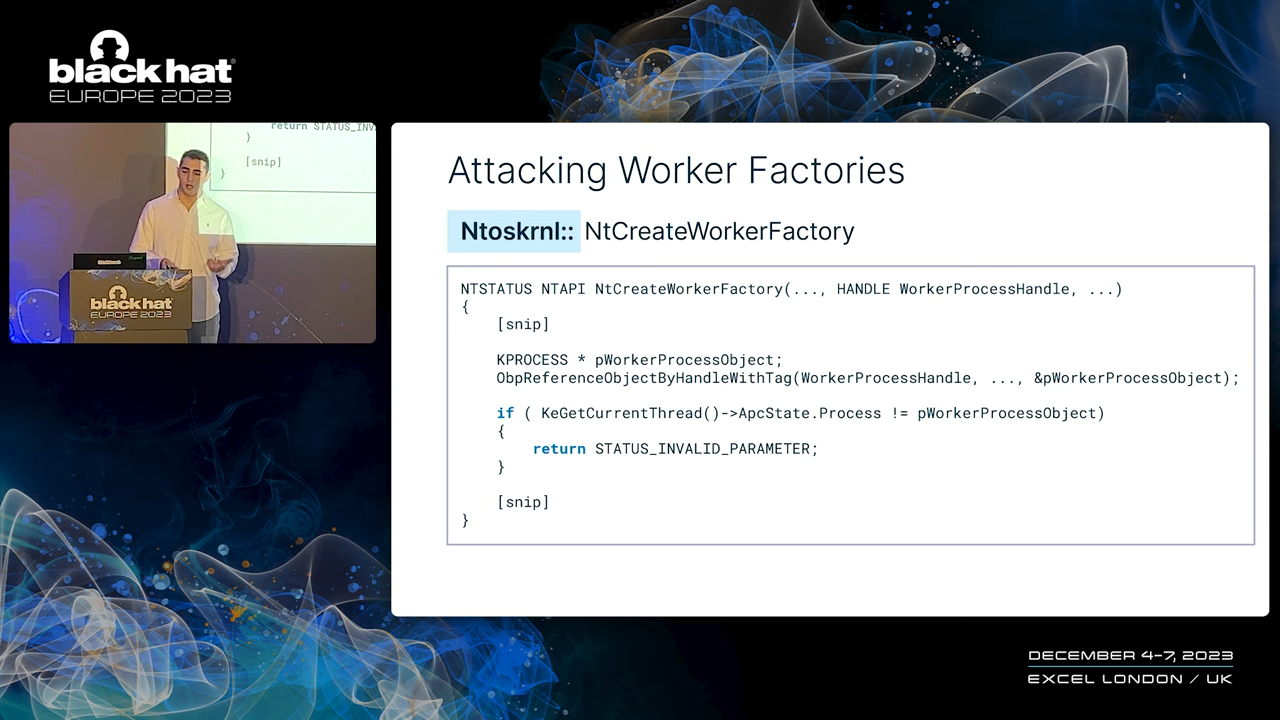 black hat
EUROPE 2023
return STATUS_INV
}
[snip]
}
black hat
EUROPE 2023
Attacking Worker Factories
Ntoskrnl:: NtCreateWorkerFactory
NTSTATUS NTAPI NtCreateWorkerFactory(..., HANDLE WorkerProcessHandle, ...)
{
[snip]
KPROCESS * pWorkerProcessObject;
ObpReferenceObjectByHandleWithTag(WorkerProcessHandle, ..., &pWorkerProcessObject);
if ( KeGetCurrentThread()->ApcState.Process != pWorkerProcessObject)
{
return STATUS_INVALID_PARAMETER;
}
[snip]
}
DECEMBER 4-7, 2023
EXCEL LONDON / UK